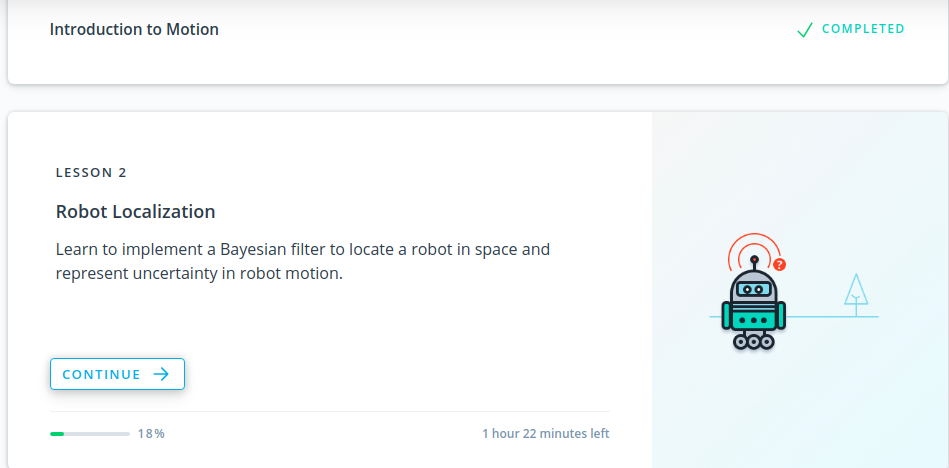 Introduction to Motion
COMPLETED
LESSON 2
Robot Localization
Learn to implement a Bayesian filter to locate a robot in space and
represent uncertainty in robot motion.
?
CONTINUE
18%
1 hour 22 minutes left